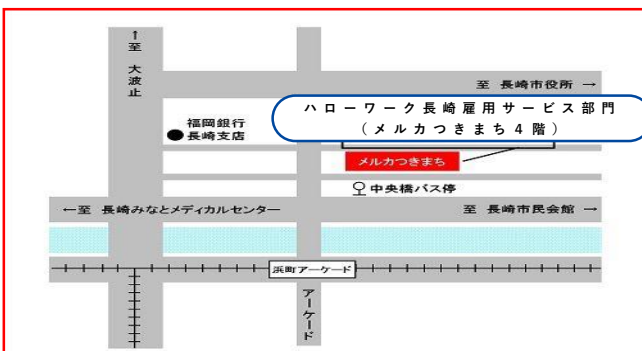 ↑至 大波止
至 長崎市役所 →
ハローワーク長崎雇用サービス部門
（メルカつきまち４階）
福岡銀行
長崎支店
メルカつきまち
中央橋バス停
←至 長崎みなとメディカルセンター
至 長崎市民会館 →
浜町アーケード
アーケード